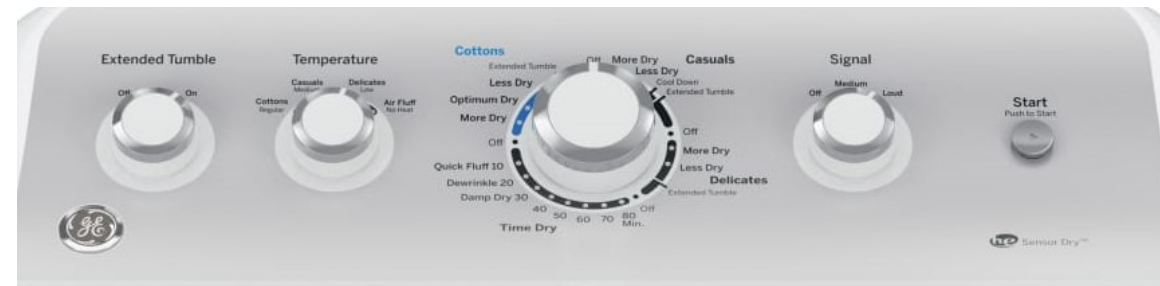 Extended Tumble
Off
On
Temperature
Casuals
Medium
Delicates
Low
Cottons
Regular
Air Fluff
No Heat
Cottons
Extended Tumble
Less Dry
Optimum Dry
More Dry
Off
Quick Fluff 10
Dewrinkle 20
Damp Dry 30
40
50
60
70
80
Min.
Time Dry
Off
More Dry
Casuals
Less Dry
Cool Down
Extended Tumble
Off
More Dry
Less Dry
Delicates
Extended Tumble
Off
Signal
Off
Medium
Loud
Start
Push to Start
GE
he Sensor Dry™